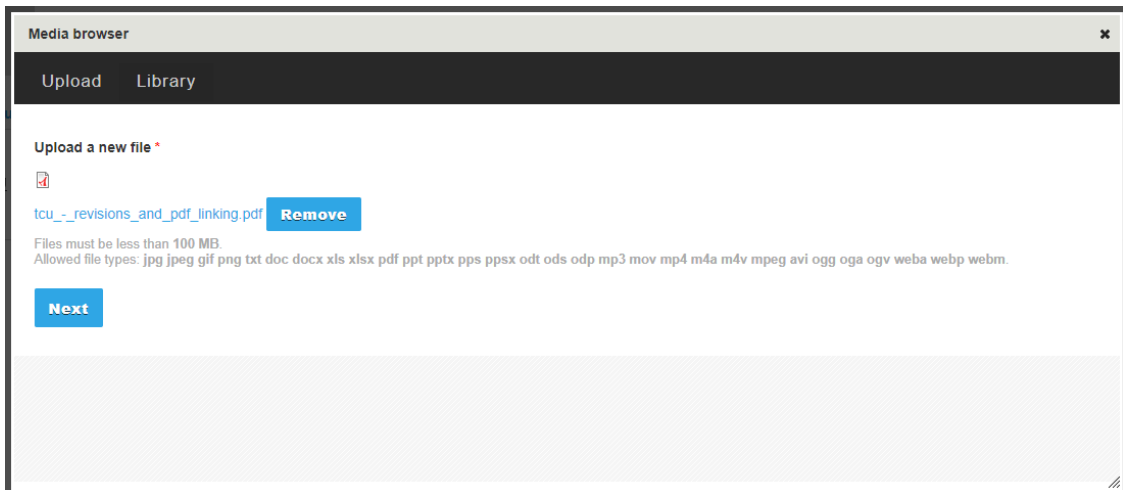 Media browser
Upload Library
Upload a new file *
tcu_-_revisions_and_pdf_linking.pdf Remove
Files must be less than 100 MB.
Allowed file types: jpg jpeg gif png txt doc docx xls xlsx pdf ppt pptx pps ppsx odt ods odp mp3 mov mp4 m4a m4v mpeg avi ogg oga ogv weba webp webm.
Next